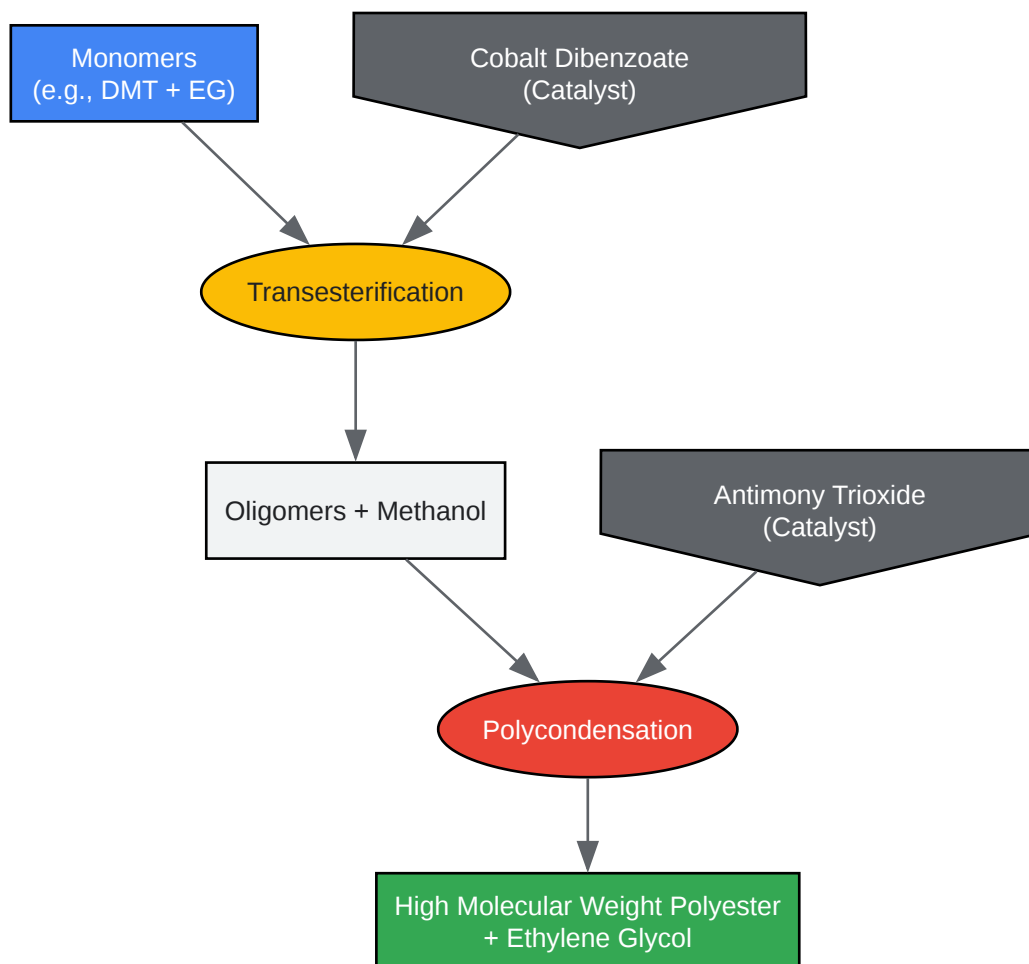 Monomers
(e.g., DMT + EG)
Cobalt Dibenzoate
(Catalyst)
Transesterification
Oligomers + Methanol
Antimony Trioxide
(Catalyst)
Polycondensation
High Molecular Weight Polyester
+ Ethylene Glycol